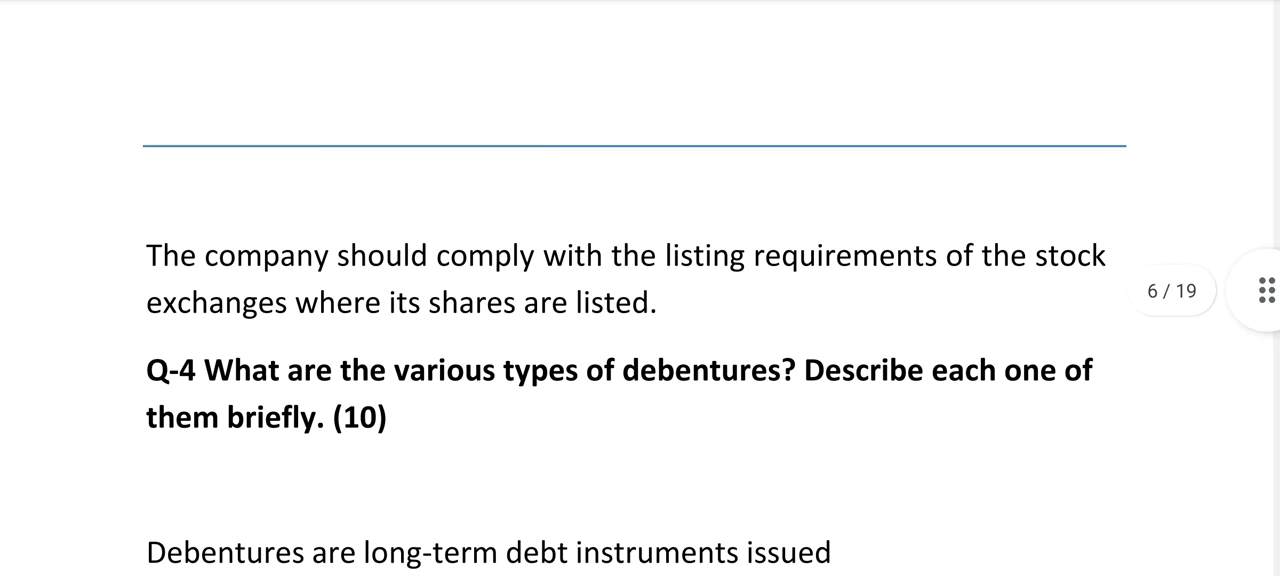 The company should comply with the listing requirements of the stock
exchanges where its shares are listed.
6 / 19
Q-4 What are the various types of debentures? Describe each one of
them briefly. (10)
Debentures are long-term debt instruments issued